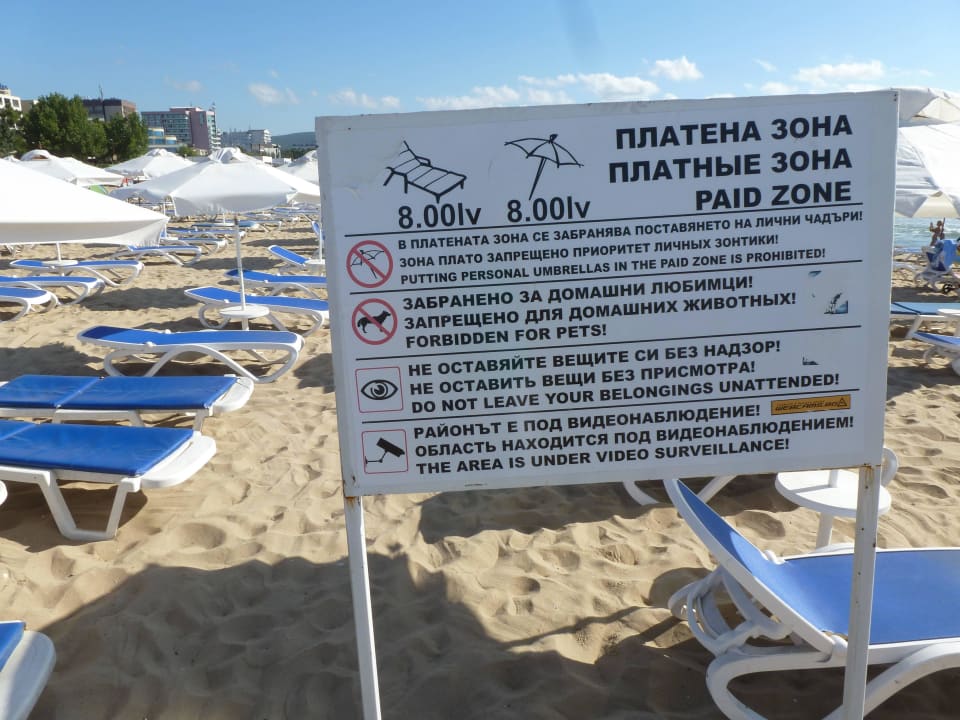 ПЛАТЕНА ЗОНА
ПЛАТНЫЕ ЗОНА
PAID ZONE
8.00lv 8.00lv
В ПЛАТЕНАТА ЗОНА СЕ ЗАБРАНЯВА ПОСТАВЯНЕТО НА ЛИЧНИ ЧАДЪРИ!
ЗОНА ПЛАТО ЗАПРЕЩЕНО ПРИОРИТЕТ ЛИЧНЫХ ЗОНТИКИ!
PUTTING PERSONAL UMBRELLAS IN THE PAID ZONE IS PROHIBITED!
ЗАБРАНЕНО ЗА ДОМАШНИ ЛЮБИМЦИ!
ЗАПРЕЩЕНО ДЛЯ ДОМАШНИХ ЖИВОТНЫХ!
FORBIDDEN FOR PETS!
НЕ ОСТАВЯЙТЕ ВЕЩИТЕ СИ БЕЗ НАДЗОР!
НЕ ОСТАВИТЬ ВЕЩИ БЕЗ ПРИСМОТРА!
DO NOT LEAVE YOUR BELONGINGS UNATTENDED!
РАЙОНЪТ Е ПОД ВИДЕОНАБЛЮДЕНИЕ!
ОБЛАСТЬ НАХОДИТСЯ ПОД ВИДЕОНАБЛЮДЕНИЕМ!
THE AREA IS UNDER VIDEO SURVEILLANCE!